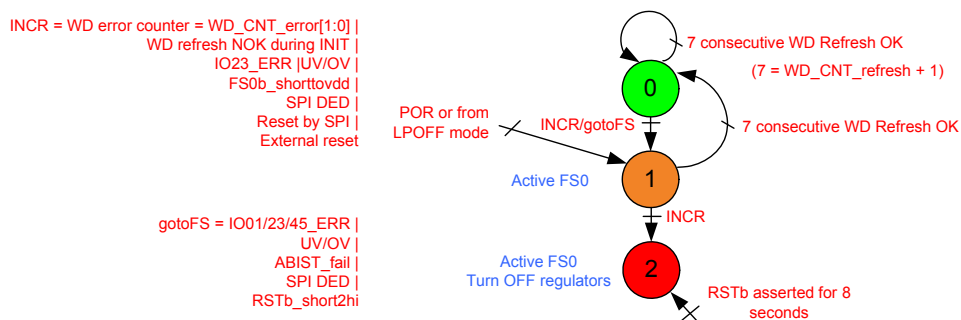 INCR = WD error counter = WD_CNT_error[1:0] |
WD refresh NOK during INIT |
IO23_ERR |UV/OV |
FS0b_shorttovdd |
SPI DED |
Reset by SPI |
External reset
7 consecutive WD Refresh OK
(7 = WD_CNT_refresh + 1)
0
POR or from
LPOFF mode
INCR/gotoFS
7 consecutive WD Refresh OK
Active FS0
1
INCR
gotoFS = IO01/23/45_ERR |
UV/OV |
ABIST_fail |
SPI DED |
RSTb_short2hi
Active FS0
Turn OFF regulators
2
RSTb asserted for 8
seconds